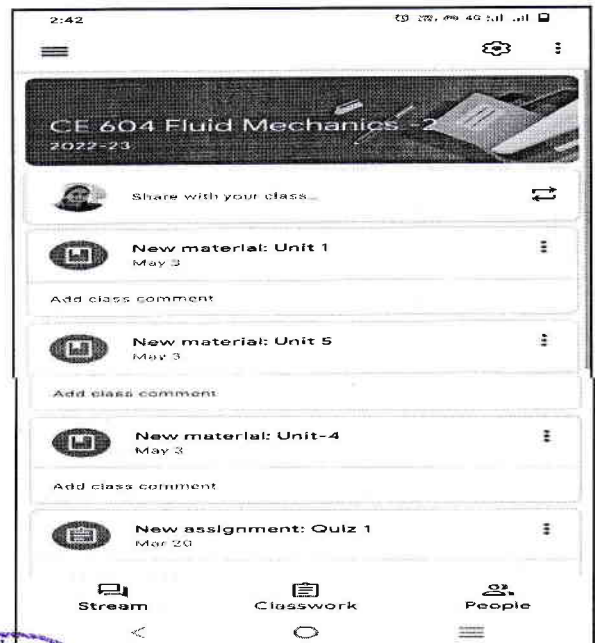 2:42
4G
CE 604 Fluid Mechanics -2
2022-23
Share with your class...
New material: Unit 1
May 3
Add class comment
New material: Unit 5
May 3
Add class comment
New material: Unit-4
May 3
Add class comment
New assignment: Quiz 1
Mar 20
Stream Classwork People